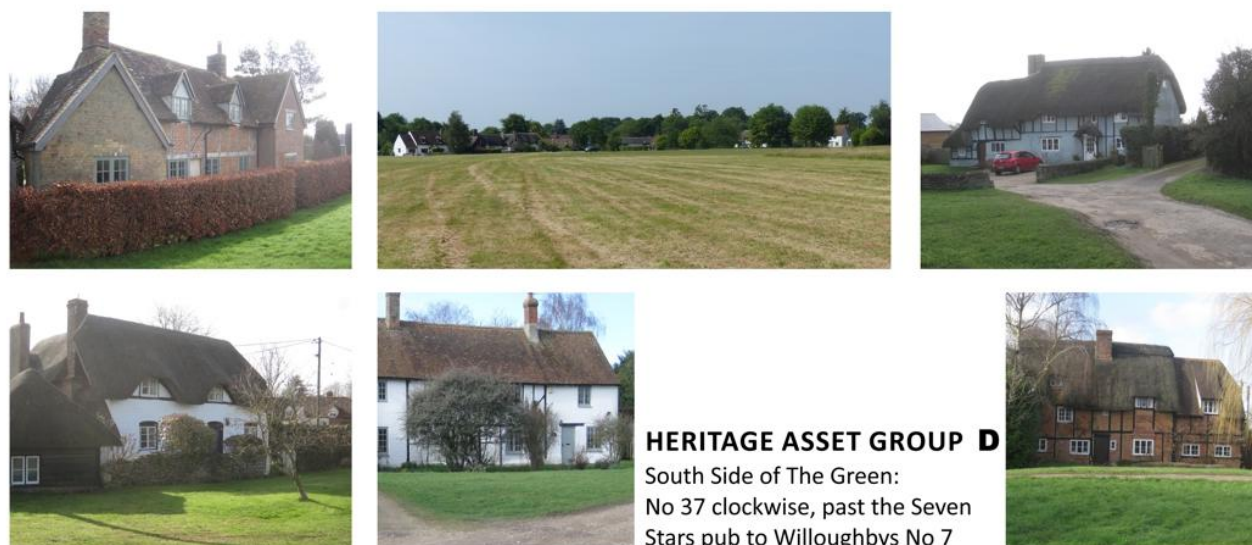 HERITAGE ASSET GROUP D
South Side of The Green:
No 37 clockwise, past the Seven
Stars pub to Willoughbys No 7